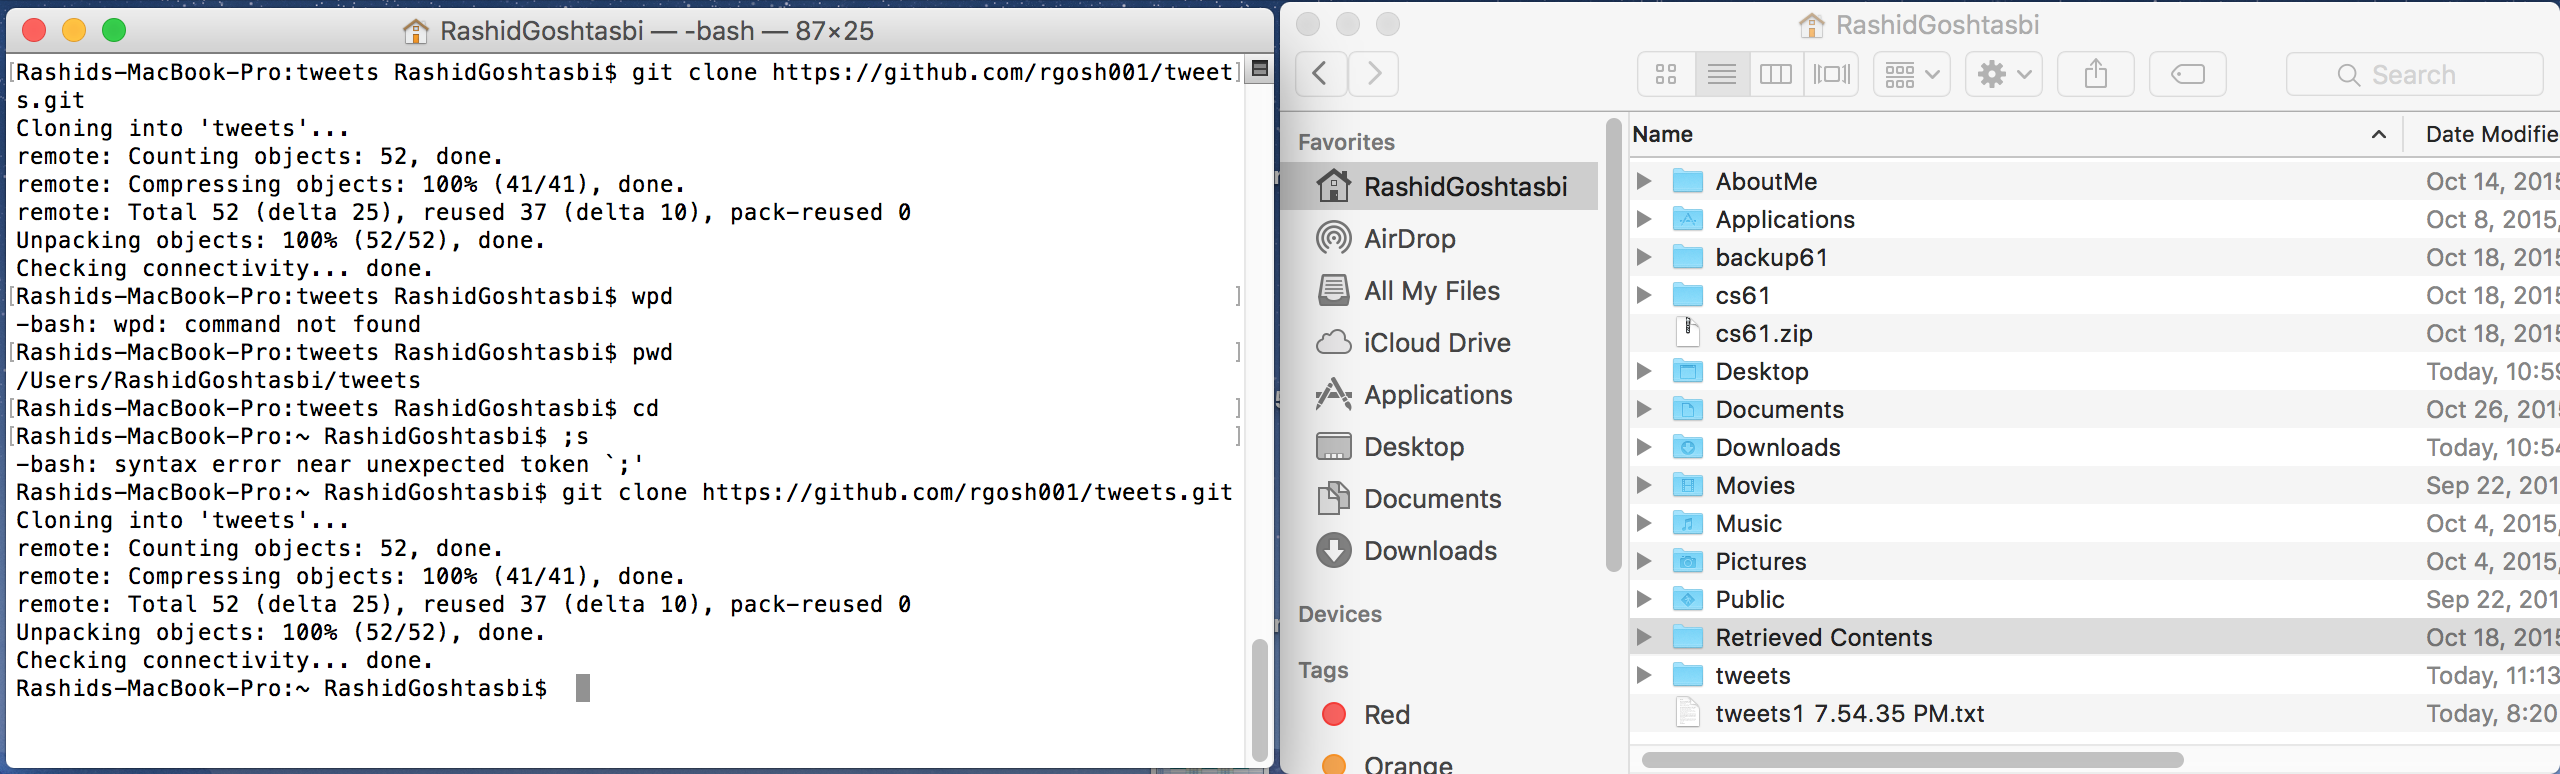 RashidGoshtasbi — -bash — 87×25
Rashids-MacBook-Pro:tweets RashidGoshtasbi$ git clone https://github.com/rgosh001/tweet
s.git
Cloning into 'tweets'...
remote: Counting objects: 52, done.
remote: Compressing objects: 100% (41/41), done.
remote: Total 52 (delta 25), reused 37 (delta 10), pack-reused 0
Unpacking objects: 100% (52/52), done.
Checking connectivity... done.
Rashids-MacBook-Pro:tweets RashidGoshtasbi$ wpd
-bash: wpd: command not found
Rashids-MacBook-Pro:tweets RashidGoshtasbi$ pwd
/Users/RashidGoshtasbi/tweets
Rashids-MacBook-Pro:tweets RashidGoshtasbi$ cd
Rashids-MacBook-Pro:~ RashidGoshtasbi$ ;s
-bash: syntax error near unexpected token `;'
Rashids-MacBook-Pro:~ RashidGoshtasbi$ git clone https://github.com/rgosh001/tweets.git
Cloning into 'tweets'...
remote: Counting objects: 52, done.
remote: Compressing objects: 100% (41/41), done.
remote: Total 52 (delta 25), reused 37 (delta 10), pack-reused 0
Unpacking objects: 100% (52/52), done.
Checking connectivity... done.
Rashids-MacBook-Pro:~ RashidGoshtasbi$
RashidGoshtasbi
Search
Favorites
RashidGoshtasbi
AirDrop
All My Files
iCloud Drive
Applications
Desktop
Documents
Downloads
Devices
Tags
Red
Orange
Name Date Modifie
AboutMe Oct 14, 2015
Applications Oct 8, 2015,
backup61 Oct 18, 2015
cs61 Oct 18, 2015
cs61.zip Oct 18, 2015
Desktop Today, 10:59
Documents Oct 26, 2015
Downloads Today, 10:54
Movies Sep 22, 201
Music Oct 4, 2015,
Pictures Oct 4, 2015,
Public Sep 22, 201
Retrieved Contents Oct 18, 2015
tweets Today, 11:13
tweets1 7.54.35 PM.txt Today, 8:20